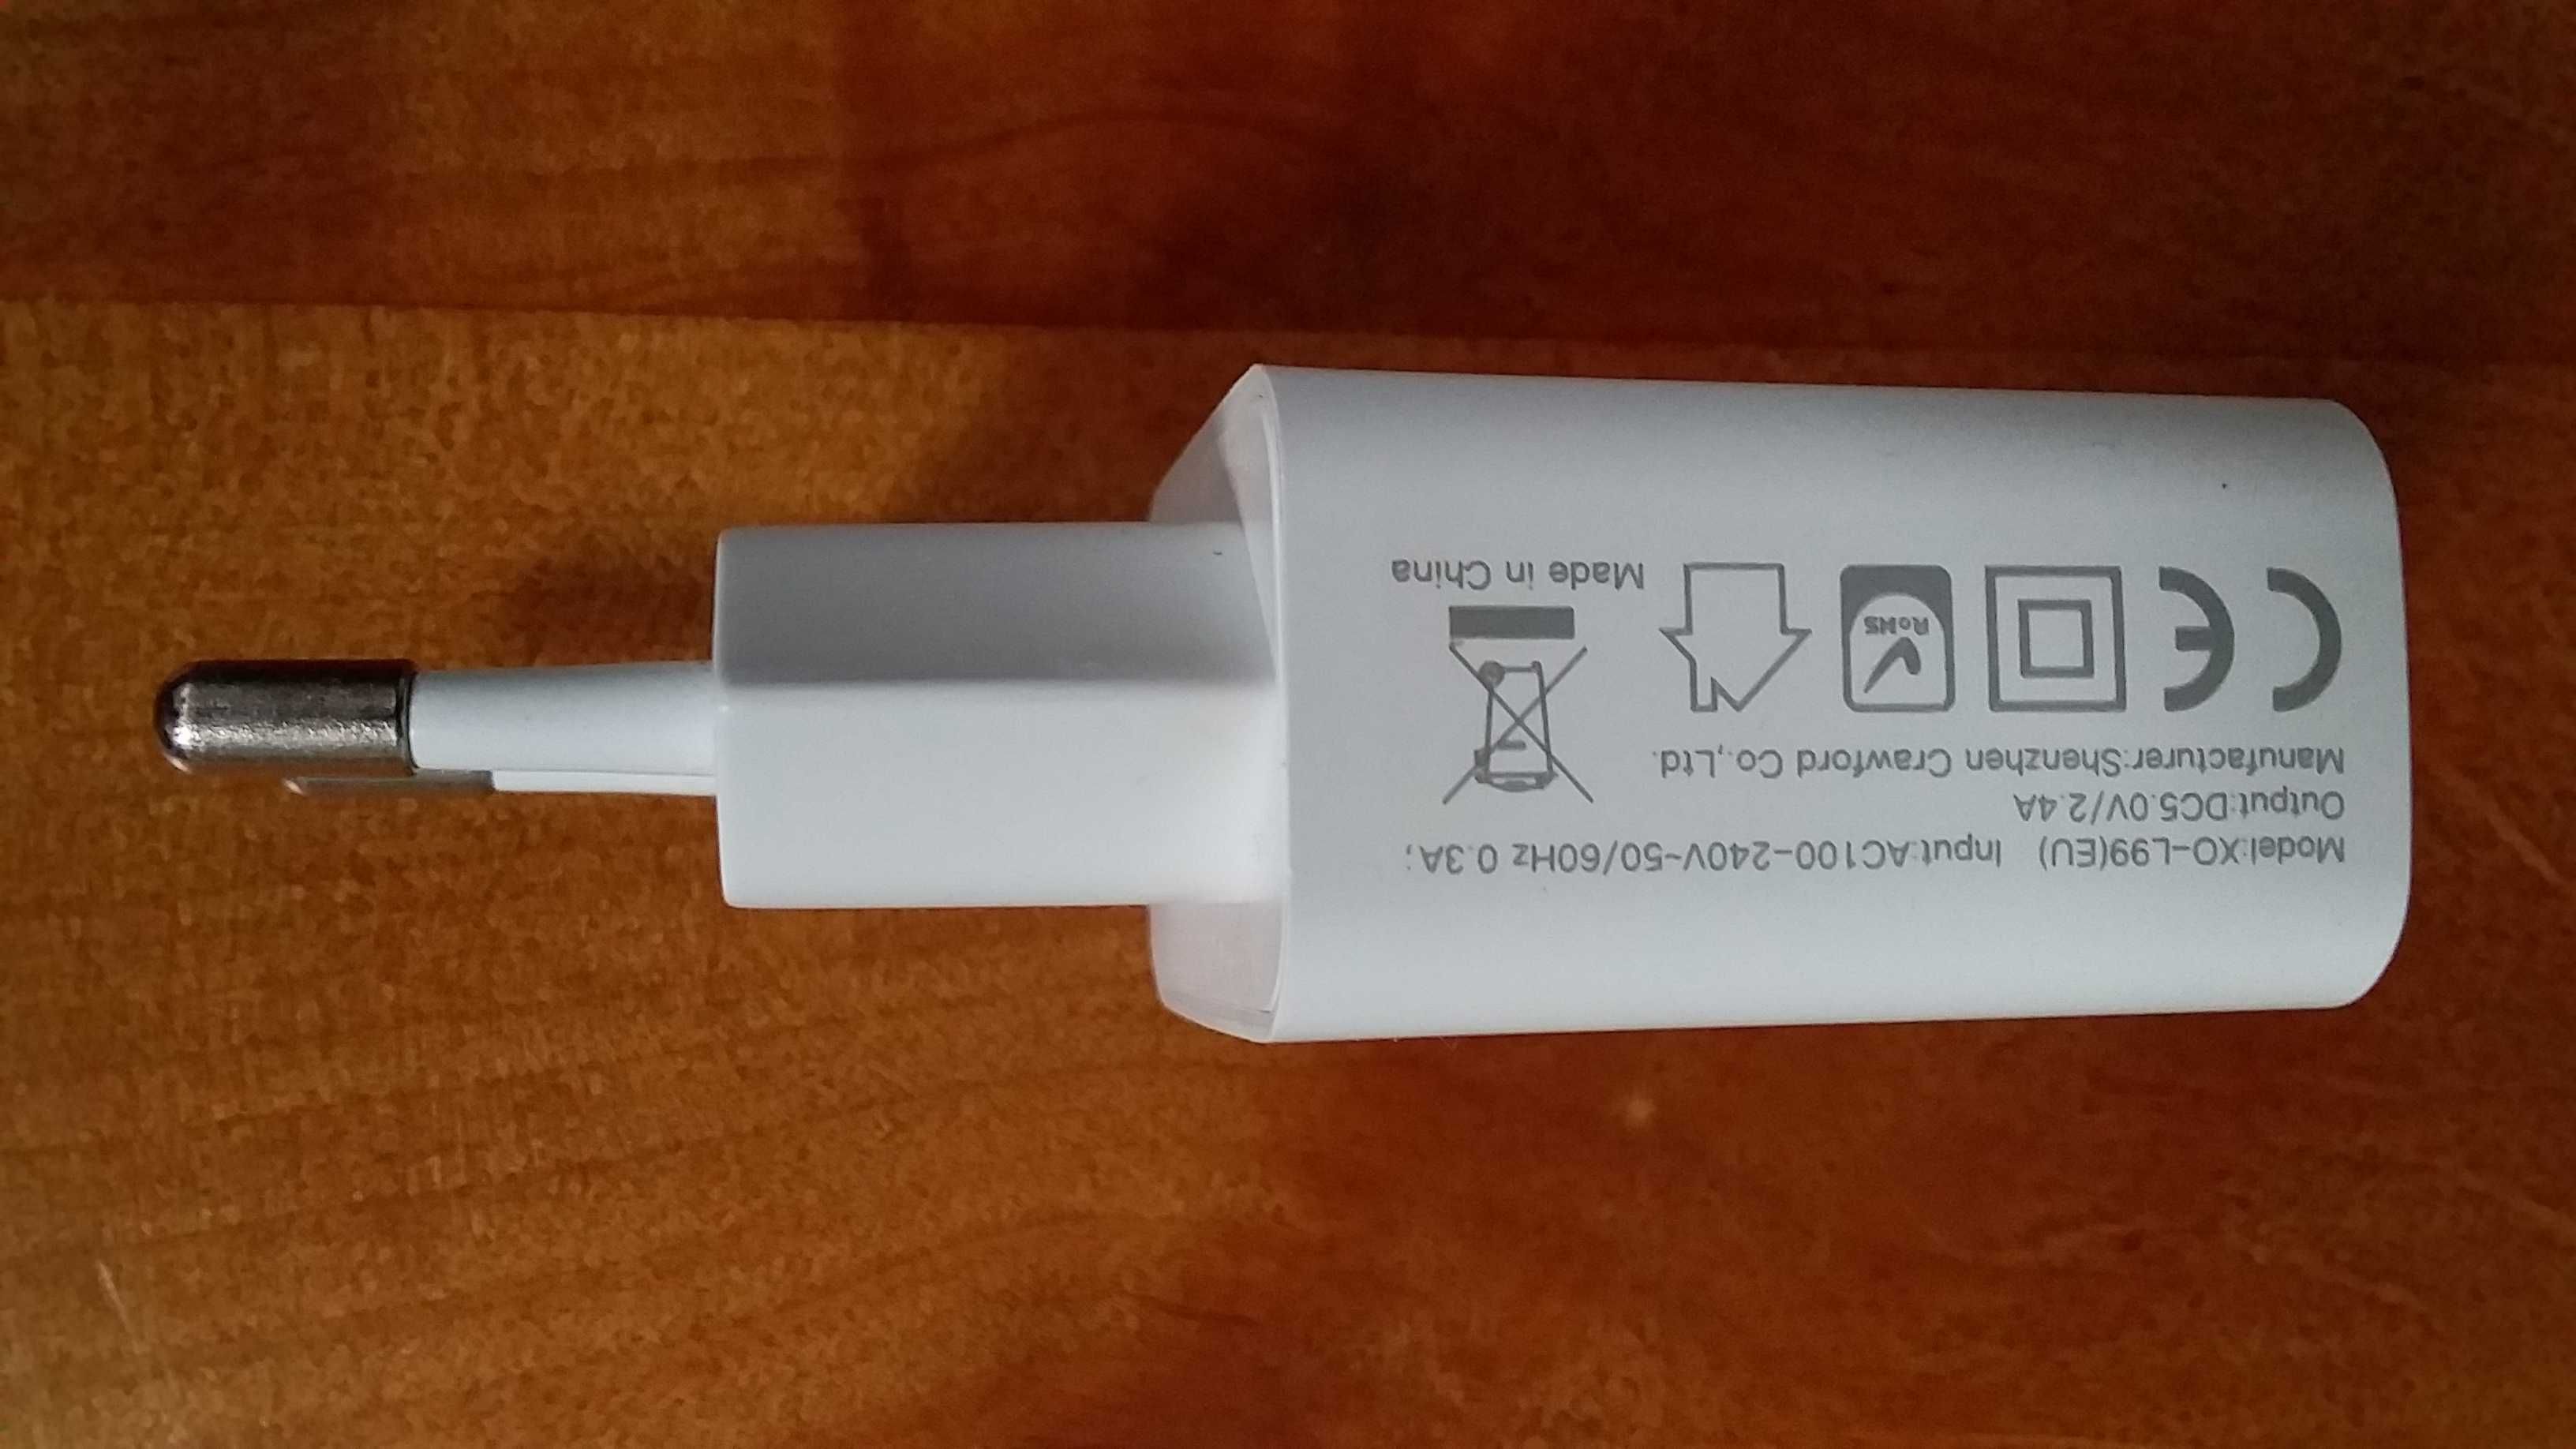 Model:XO-L99(EU) Input:AC100-240V~50/60Hz 0.3A;
Output:DC5.0V/2.4A
Manufacturer:Shenzhen Crawford Co.,Ltd.
CE
RoHS
Made in China